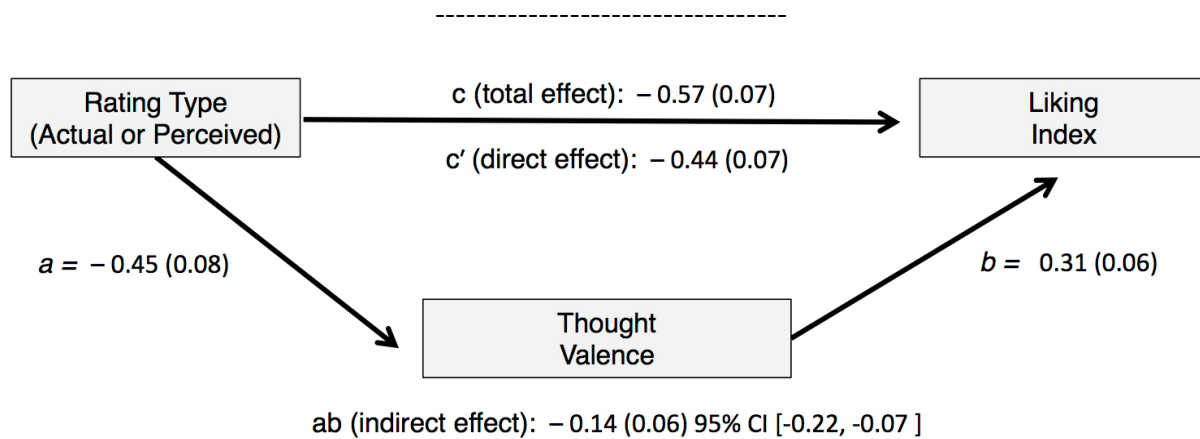 Rating Type
(Actual or Perceived)
c (total effect):  – 0.57 (0.07)
c’ (direct effect):  – 0.44 (0.07)
Liking
Index
a =  – 0.45 (0.08)
b =   0.31 (0.06)
Thought
Valence
ab (indirect effect):  – 0.14 (0.06) 95% CI [-0.22, -0.07 ]